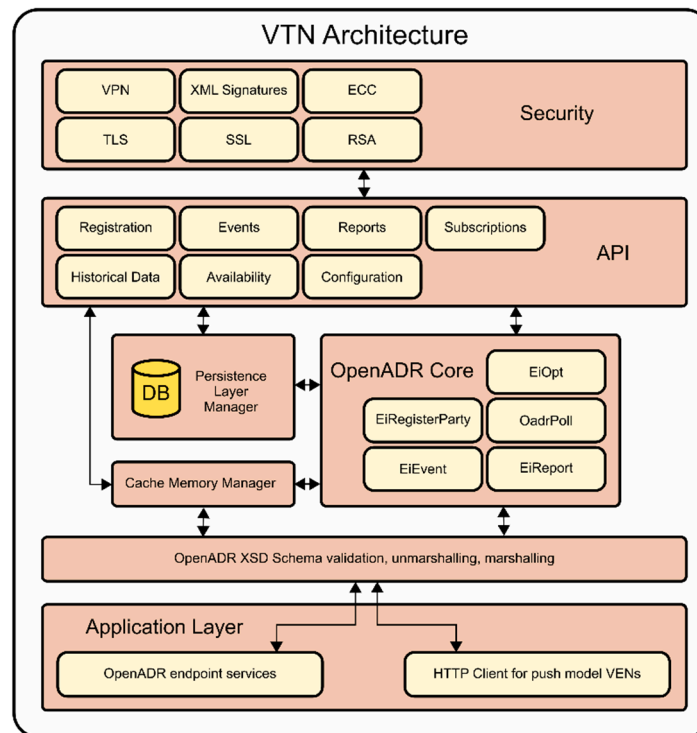 VTN Architecture
VPN
XML Signatures
ECC
Security
TLS
SSL
RSA
Registration
Events
Reports
Subscriptions
API
Historical Data
Availability
Configuration
DB
Persistence
Layer
Manager
OpenADR Core
EiOpt
EiRegisterParty
OadrPoll
EiEvent
EiReport
Cache Memory Manager
OpenADR XSD Schema validation, unmarshalling, marshalling
Application Layer
OpenADR endpoint services
HTTP Client for push model VENs